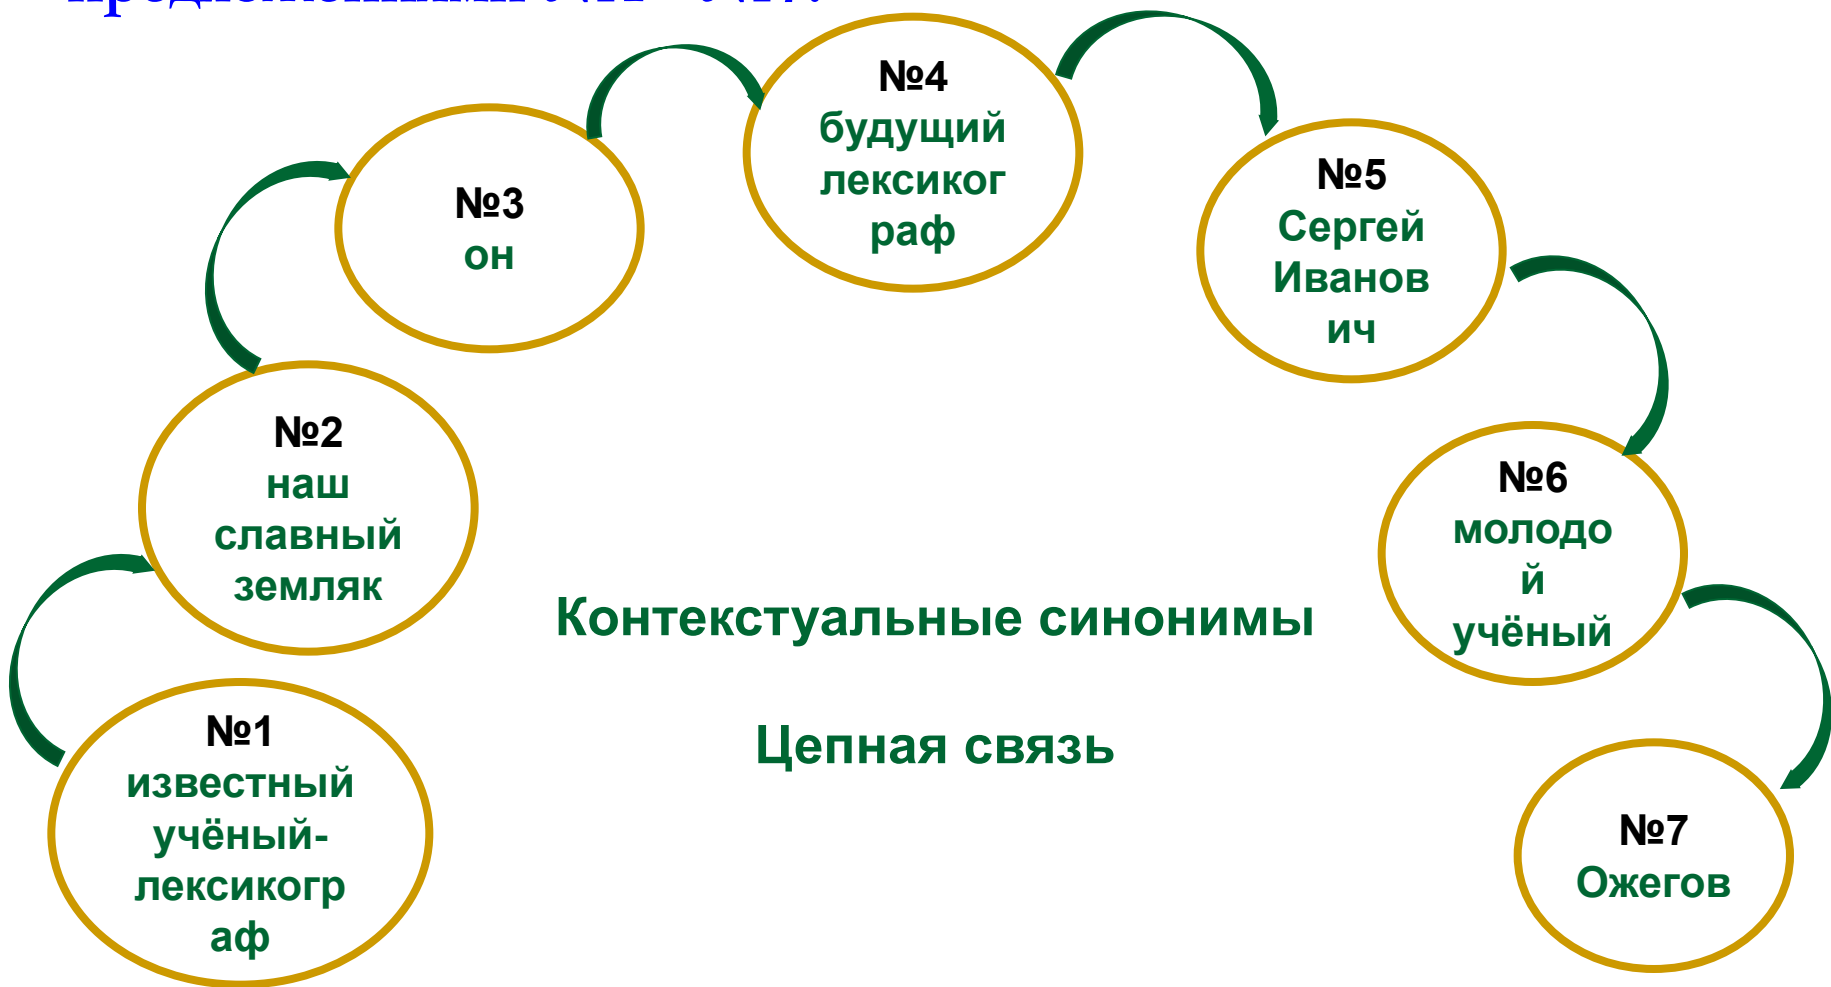 №4
будущий
лексиког
раф
№5
Сергей
Иванов
ич
№3
он
№2
наш
славный
земляк
№6
молодо
й
учёный
Контекстуальные синонимы
Цепная связь
№1
известный
учёный-
лексикогр
аф
№7
Ожегов